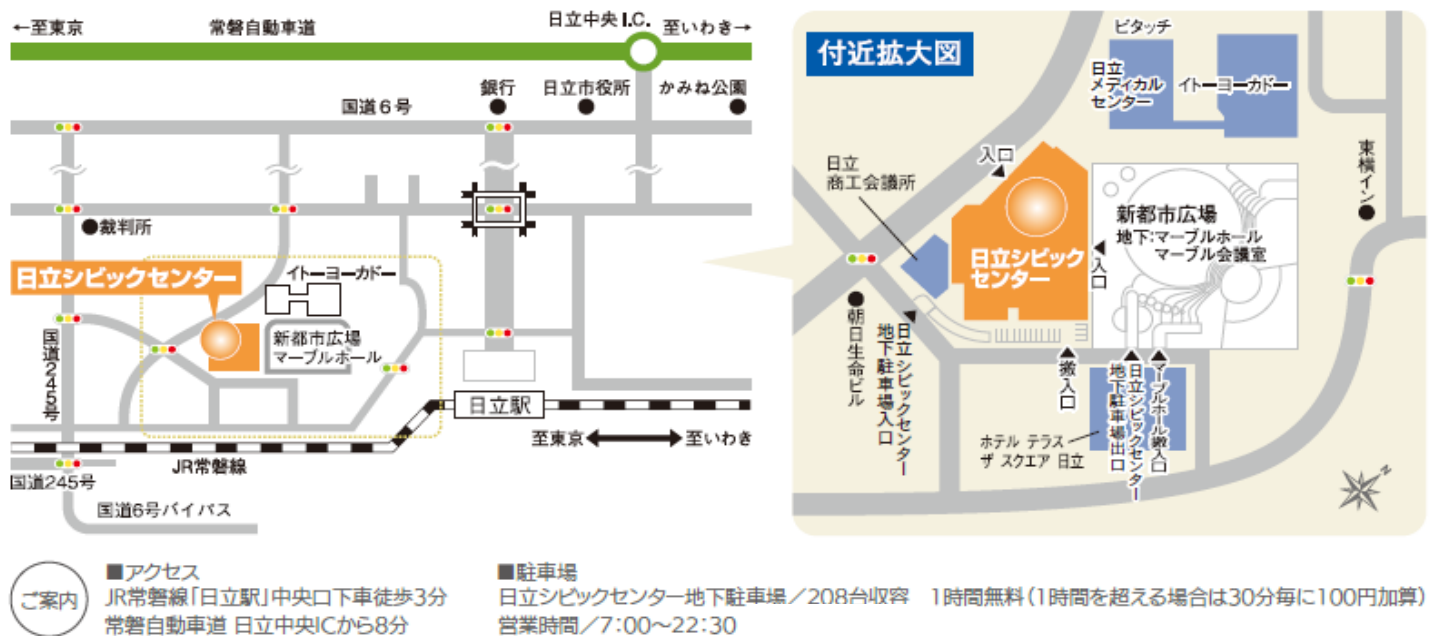 ←至東京
常磐自動車道
日立中央I.C.
至いわき→
銀行
日立市役所
かみね公園
国道6号
裁判所
日立シビックセンター
イトーヨーカドー
新都市広場
マーブルホール
国道245号
日立駅
至東京
至いわき
JR常磐線
国道245号
国道6号バイパス
付近拡大図
ピタッチ
日立
メディカル
センター
イトーヨーカドー
東横イン
入口
日立
商工会議所
新都市広場
地下:マーブルホール
マーブル会議室
日立シビック
センター
入口
朝日生命ビル
日立シビックセンター
地下駐車場入口
搬入口
日立シビックセンター
地下駐車場出口
マーブルホール搬入口
ホテル テラス
ザ スクエア 日立
N
ご案内
■アクセス
JR常磐線「日立駅」中央口下車徒歩3分
常磐自動車道 日立中央ICから8分
■駐車場
日立シビックセンター地下駐車場／208台収容 1時間無料(1時間を超える場合は30分毎に100円加算)
営業時間／7:00～22:30